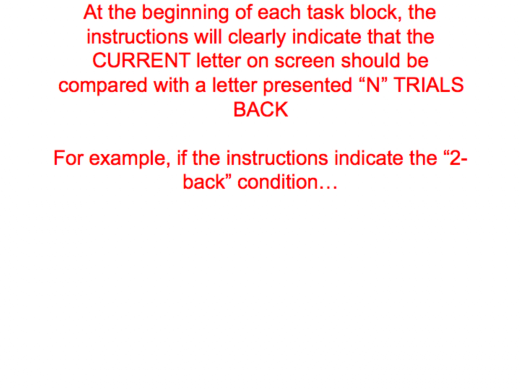 At the beginning of each task block, the
instructions will clearly indicate that the
CURRENT letter on screen should be
compared with a letter presented “N” TRIALS
BACK
For example, if the instructions indicate the “2-
back” condition…